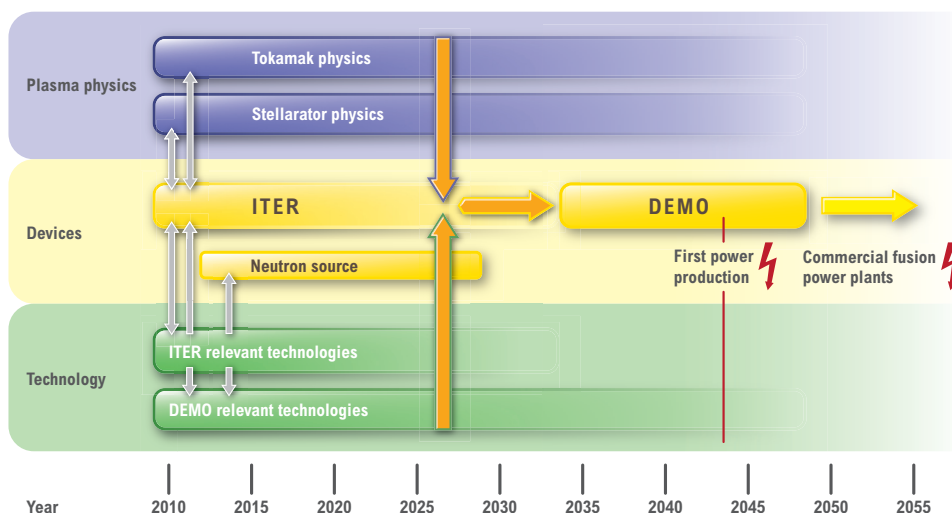 Plasma physics
Tokamak physics
Stellarator physics
Devices
ITER
DEMO
Neutron source
First power
production
Commercial fusion
power plants
Technology
ITER relevant technologies
DEMO relevant technologies
Year
2010 2015 2020 2025 2030 2035 2040 2045 2050 2055